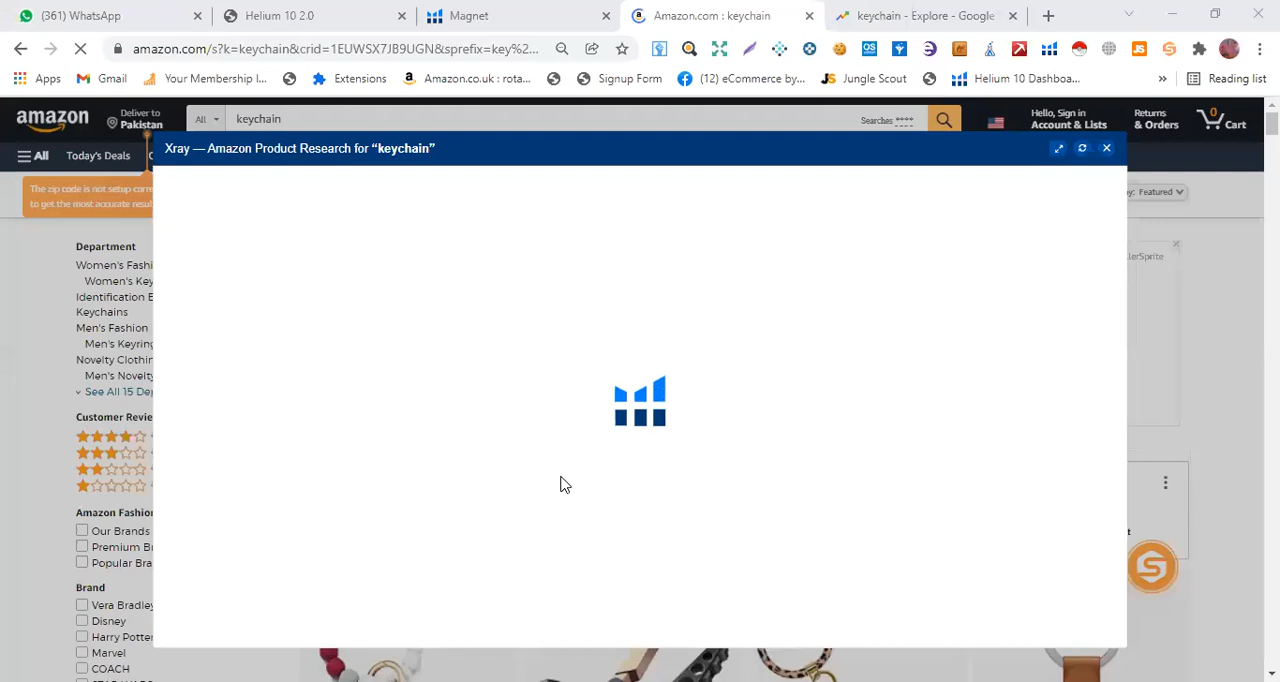 (361) WhatsApp
Helium 10 2.0
Magnet
Amazon.com : keychain
keychain - Explore - Google
amazon.com/s?k=keychain&crid=1EUWSX7JB9UGN&sprefix=key%2...
Apps
Gmail
Your Membership I...
Extensions
Amazon.co.uk : rota...
Signup Form
(12) eCommerce by...
Jungle Scout
Helium 10 Dashboa...
»
Reading list
amazon
Deliver to
Pakistan
All
keychain
Searches
Hello, Sign in
Account & Lists
Returns
& Orders
0
Cart
All
Today's Deals
Xray — Amazon Product Research for “keychain”
The zip code is not setup corre
to get the most accurate resul
y: Featured
llerSprite
Department
Women's Fashi
Women's Key
Identification E
Keychains
Men's Fashion
Men's Keyring
Novelty Clothin
Men's Novelty
See All 15 De
Customer Revie
Amazon Fashion
Our Brands
Premium Br
Popular Bra
Brand
Vera Bradley
Disney
Harry Potter
Marvel
COACH